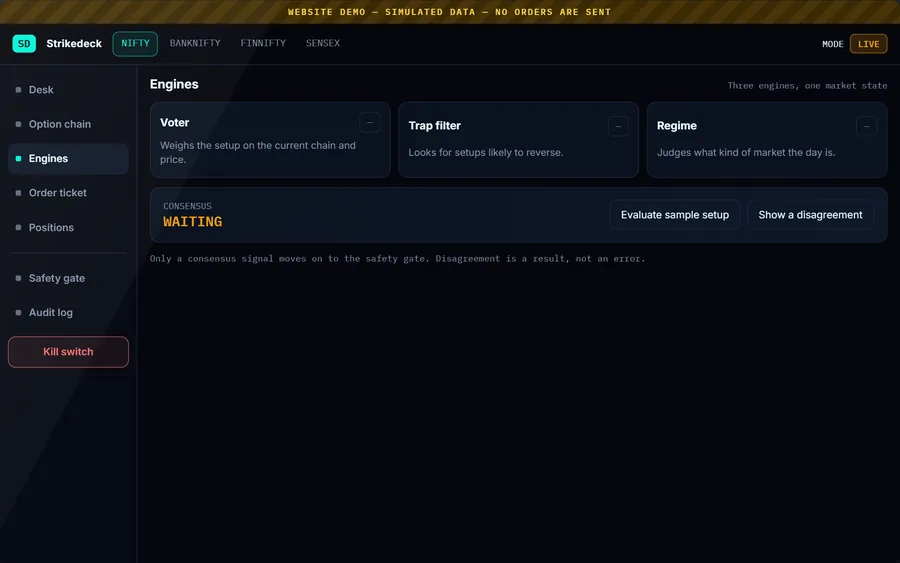 WEBSITE DEMO — SIMULATED DATA — NO ORDERS ARE SENT
SD Strikedeck NIFTY BANKNIFTY FINNIFTY SENSEX MODE LIVE
Desk
Option chain
Engines
Order ticket
Positions
Safety gate
Audit log
Kill switch
Engines
Three engines, one market state
Voter —
Weighs the setup on the current chain and
price.
Trap filter —
Looks for setups likely to reverse.
Regime —
Judges what kind of market the day is.
CONSENSUS
WAITING
Evaluate sample setup
Show a disagreement
Only a consensus signal moves on to the safety gate. Disagreement is a result, not an error.